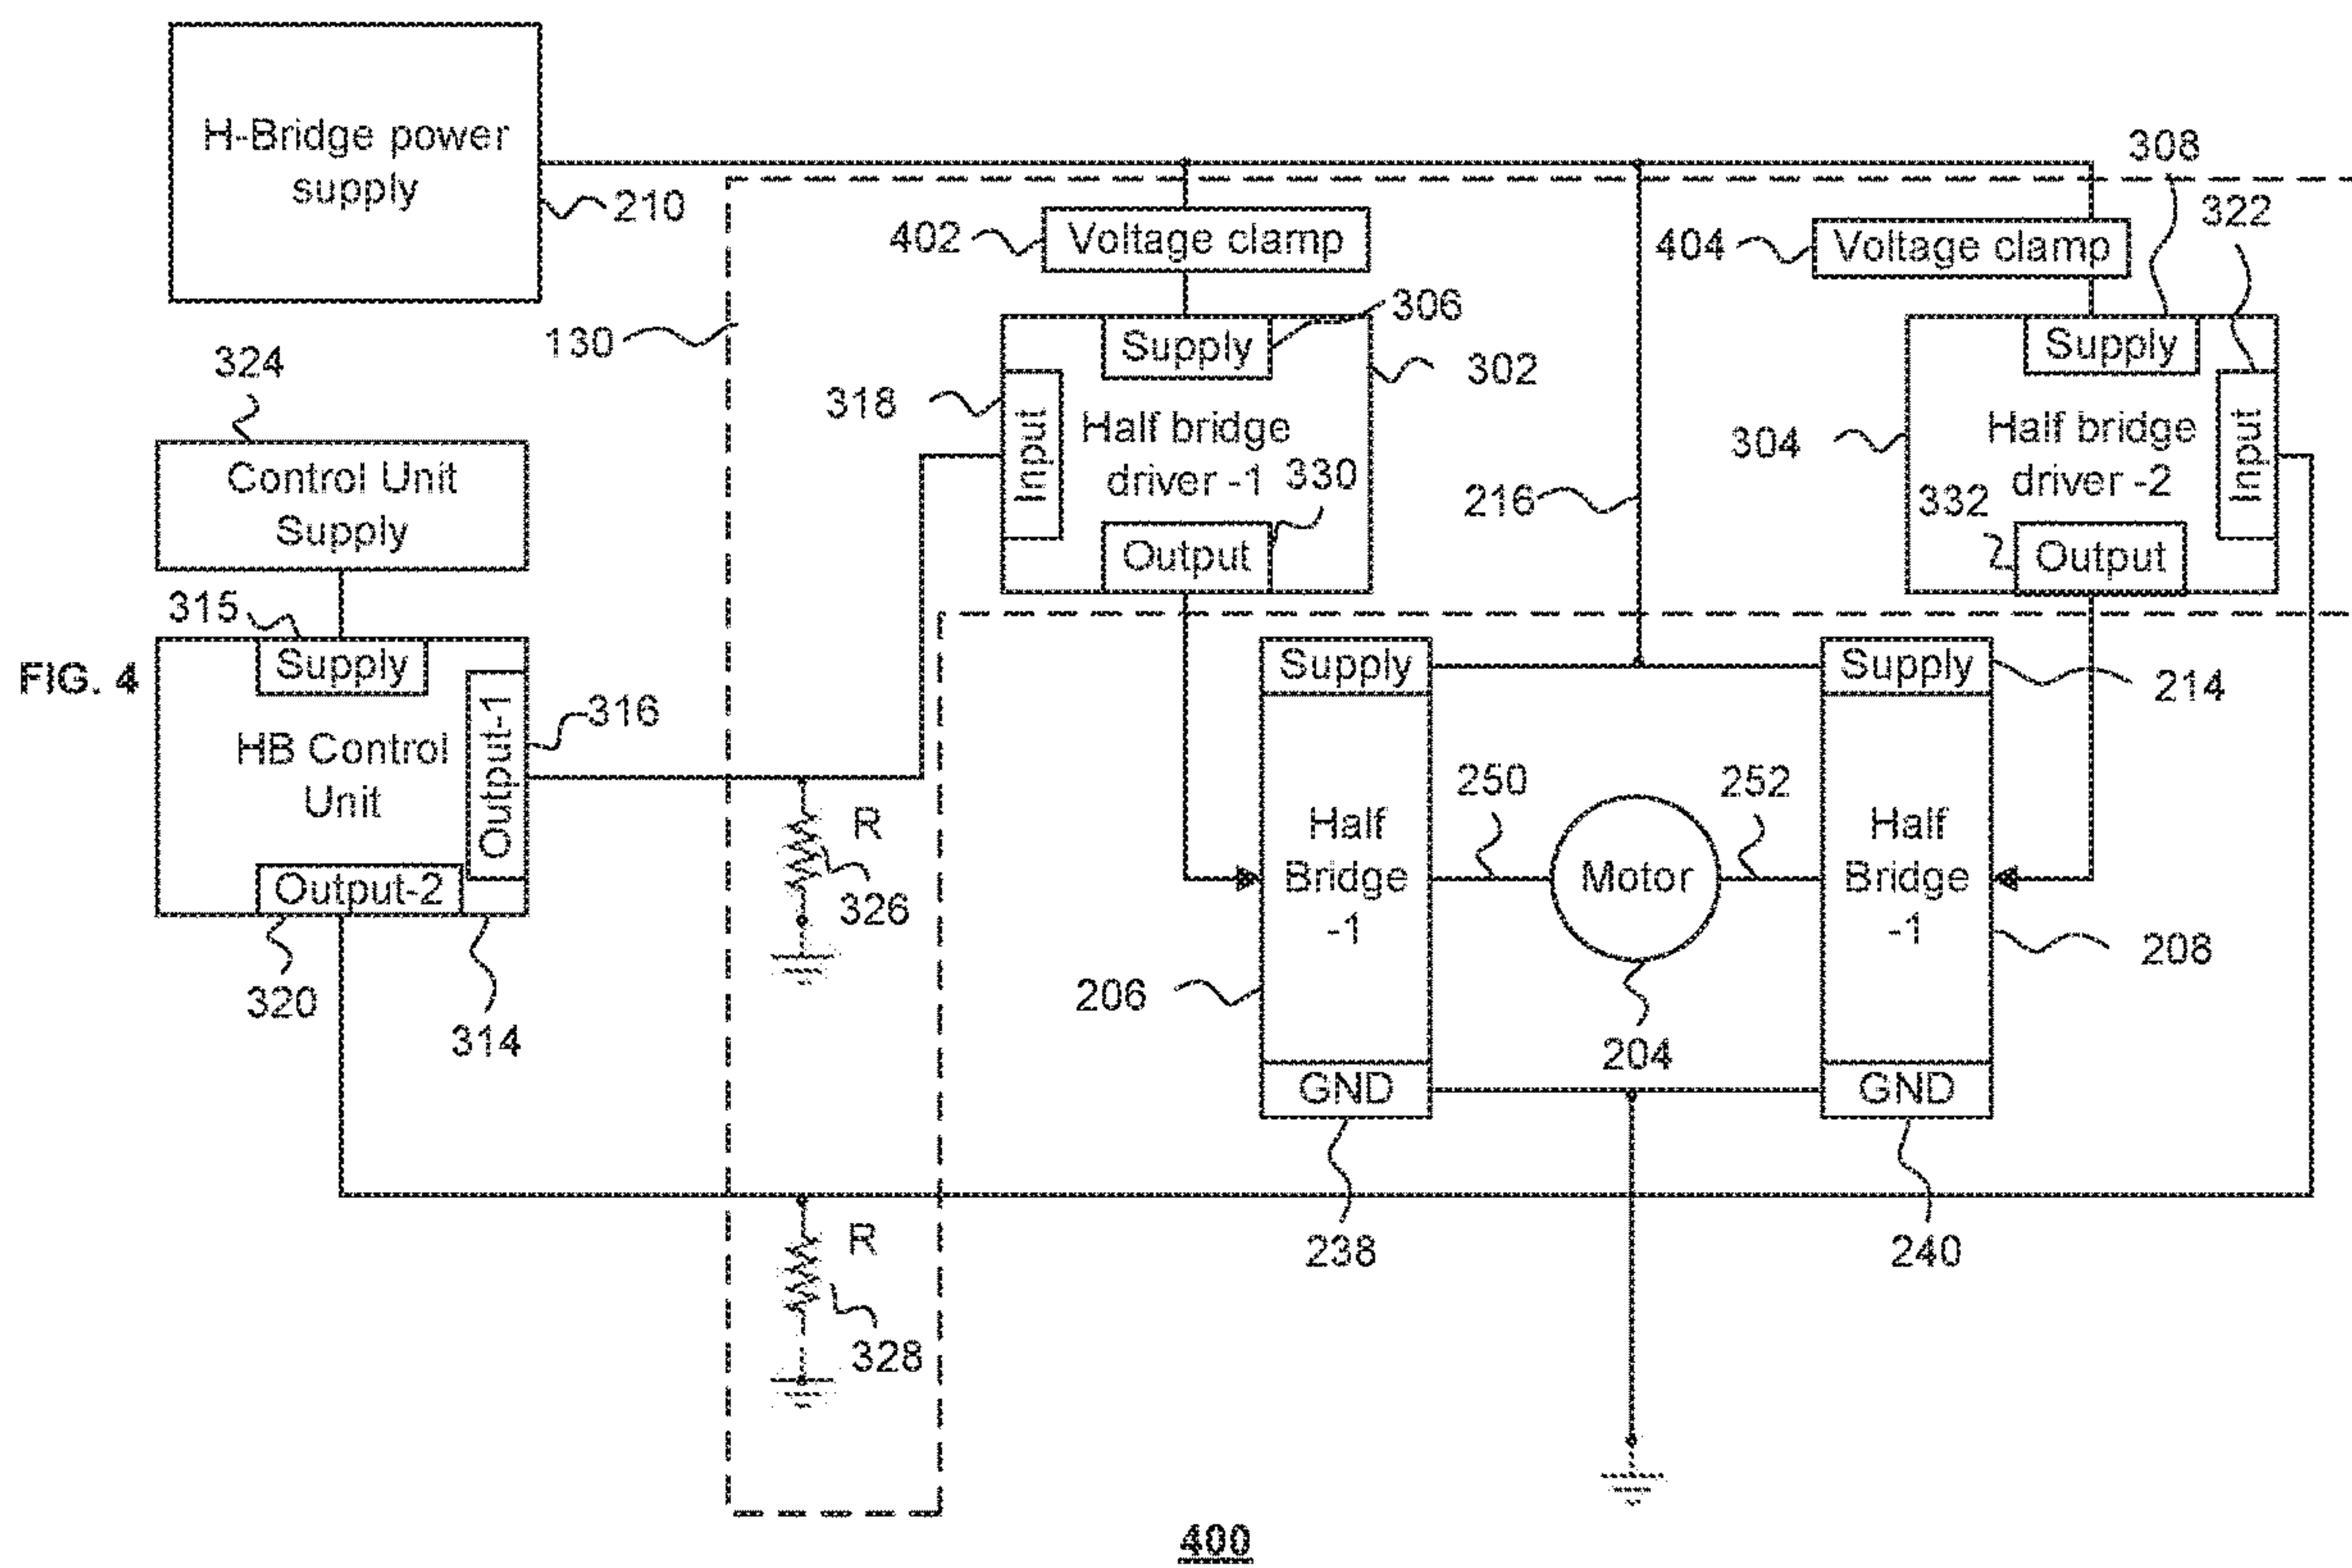 H-Bridge power
supply
210
308
322
402
Voltage clamp
404
Voltage clamp
130
306
Supply
302
Supply
324
318
Input
Half bridge
driver -1
330
Output
216
304
Half bridge
driver -2
Input
332
Output
Control Unit
Supply
315
Supply
FIG. 4
HB Control
Unit
Output-1
316
Output-2
320
314
R
326
Supply
Supply
214
250
252
Half
Bridge
-1
Motor
Half
Bridge
-1
206
208
204
GND
GND
238
240
R
328
400